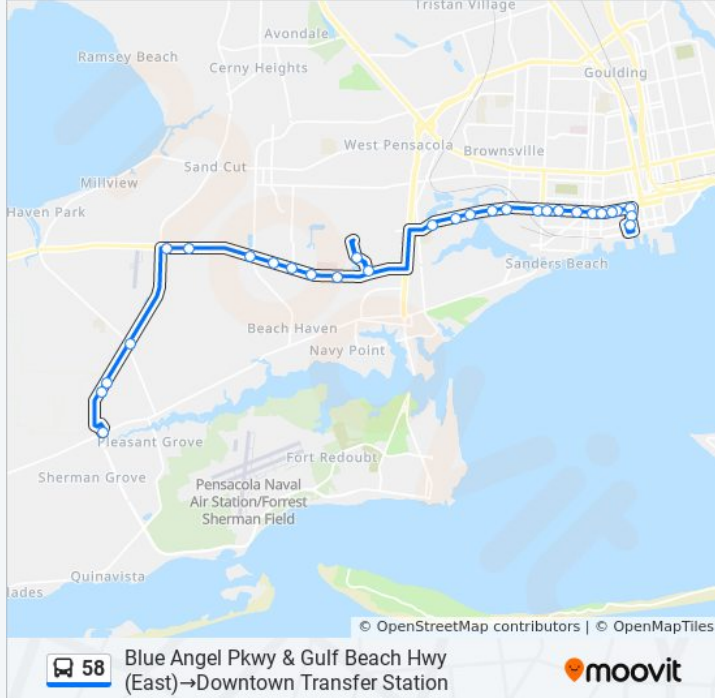 Tristan Village
Avondale
Ramsey Beach
Cerny Heights
Goulding
West Pensacola
Brownsville
Sand Cut
Millview
Haven Park
Sanders Beach
Beach Haven
Navy Point
Pleasant Grove
Fort Redoubt
Sherman Grove
Pensacola Naval
Air Station/Forrest
Sherman Field
Quinavista
lades
© OpenStreetMap contributors | © OpenMapTiles
58
Blue Angel Pkwy & Gulf Beach Hwy
(East)→Downtown Transfer Station
moovit